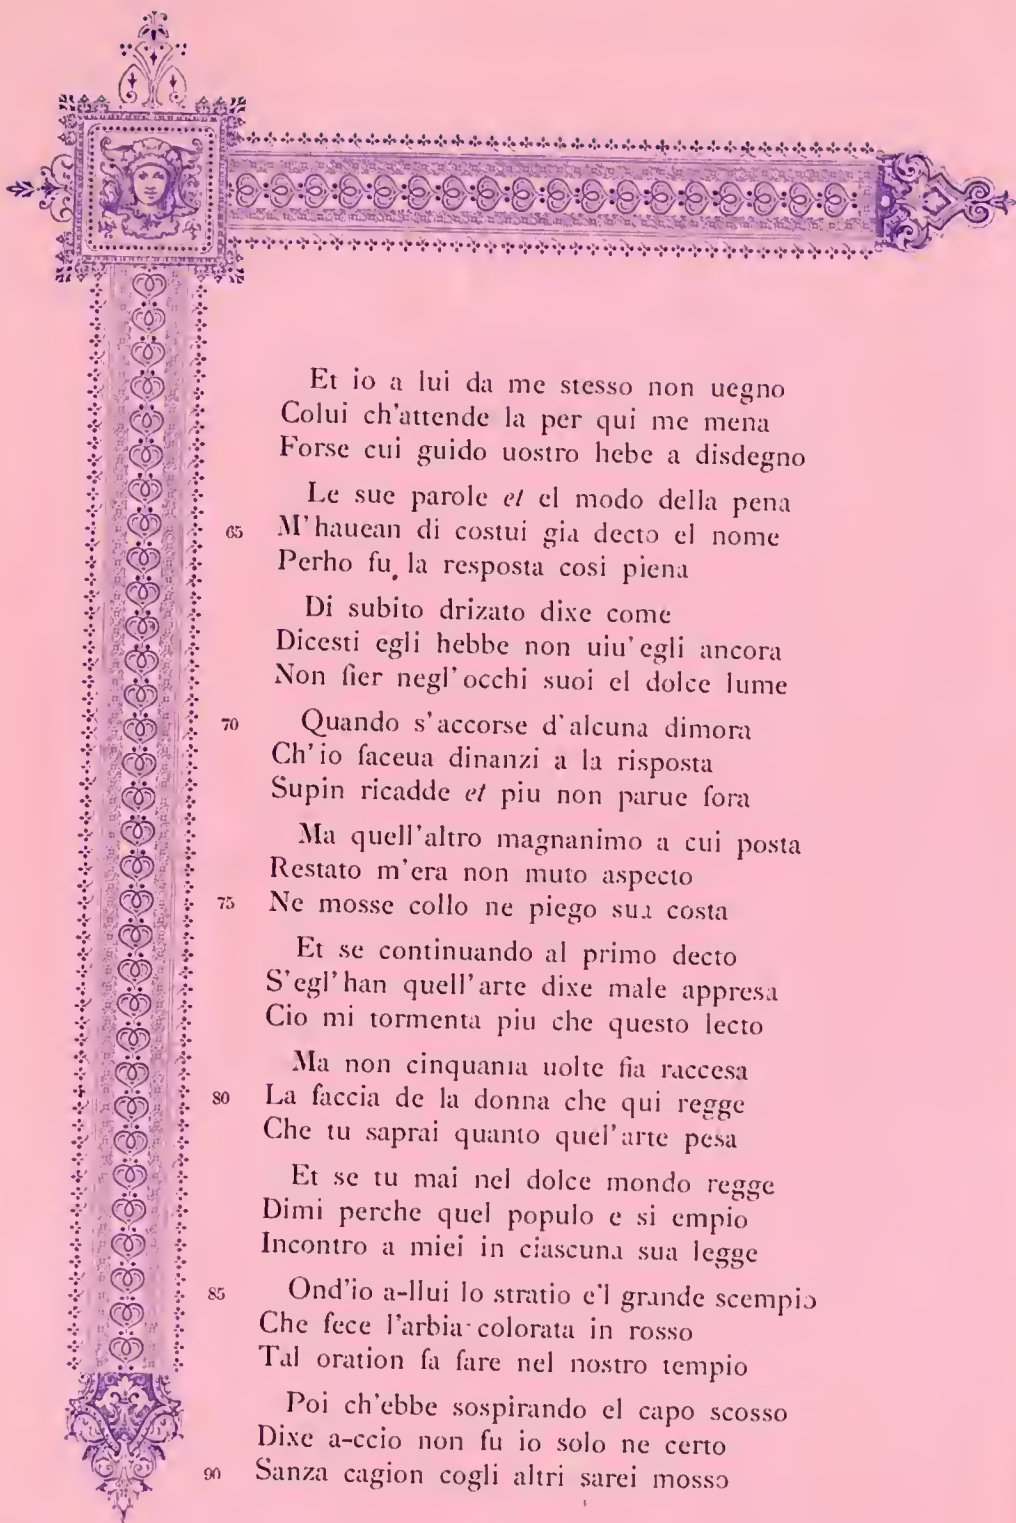 Et io a lui da me stesso non uegno
Colui ch'attende la per qui me mena
Forse cui guido uostro hebe a disdegno
Le sue parole et el modo della pena
65 M'hauean di costui gia decto el nome
Perho fu la resposta cosi piena
Di subito drizato dixe come
Dicesti egli hebbe non uiu'egli ancora
Non fier negl'occhi suoi el dolce lume
70 Quando s'accorse d'alcuna dimora
Ch'io faceua dinanzi a la risposta
Supin ricadde et piu non parue fora
Ma quell'altro magnanimo a cui posta
Restato m'era non muto aspecto
75 Ne mosse collo ne piego sua costa
Et se continuando al primo decto
S'egl'han quell'arte dixe male appresa
Cio mi tormenta piu che questo lecto
Ma non cinquanta uolte fia raccesa
80 La faccia de la donna che qui regge
Che tu saprai quanto quel'arte pesa
Et se tu mai nel dolce mondo regge
Dimi perche quel populo e si empio
Incontro a miei in ciascuna sua legge
85 Ond'io a-llui lo stratio e'l grande scempio
Che fece l'arbia colorata in rosso
Tal oration fa fare nel nostro tempio
Poi ch'ebbe sospirando el capo scosso
Dixe a-ccio non fu io solo ne certo
90 Sanza cagion cogli altri sarei mosso